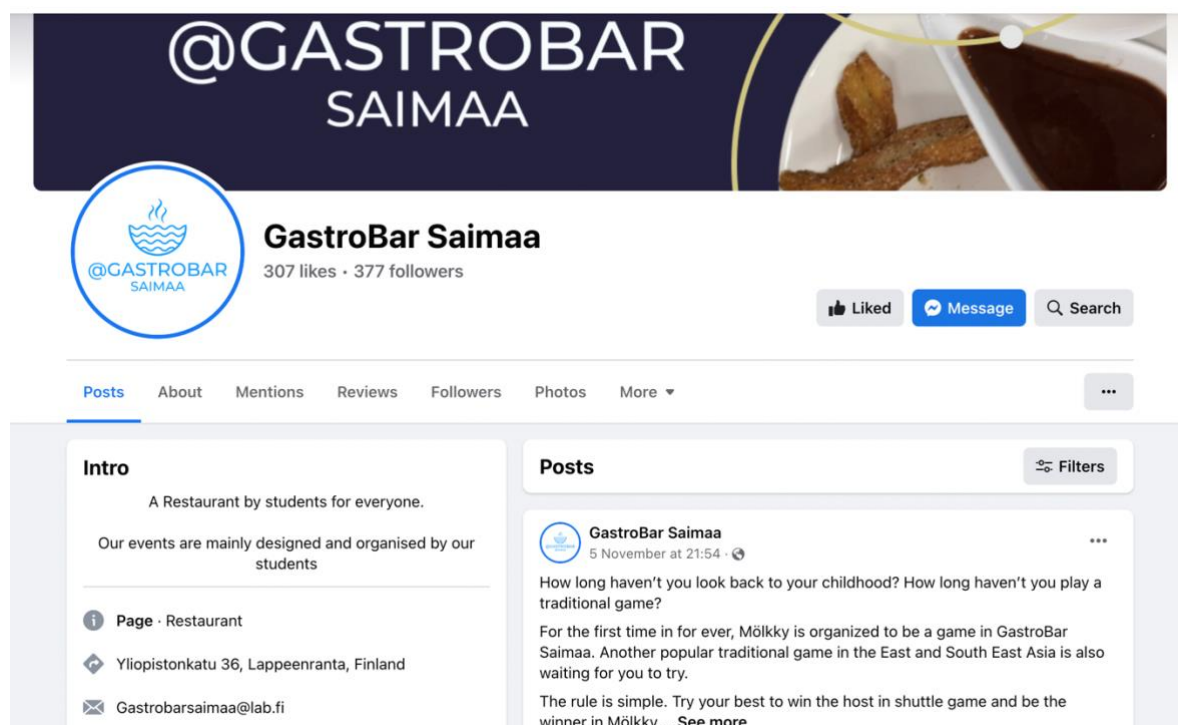 @GASTROBAR
SAIMAA
@GASTROBAR
SAIMAA
GastroBar Saimaa
307 likes · 377 followers
Liked
Message
Search
Posts
About
Mentions
Reviews
Followers
Photos
More
Intro
A Restaurant by students for everyone.
Our events are mainly designed and organised by our
students
Page · Restaurant
Yliopistonkatu 36, Lappeenranta, Finland
Gastrobarsaimaa@lab.fi
Posts
Filters
GastroBar Saimaa
5 November at 21:54 ·
How long haven't you look back to your childhood? How long haven't you play a
traditional game?
For the first time in for ever, Mölkky is organized to be a game in GastroBar
Saimaa. Another popular traditional game in the East and South East Asia is also
waiting for you to try.
The rule is simple. Try your best to win the host in shuttle game and be the
winner in Mölkky... See more